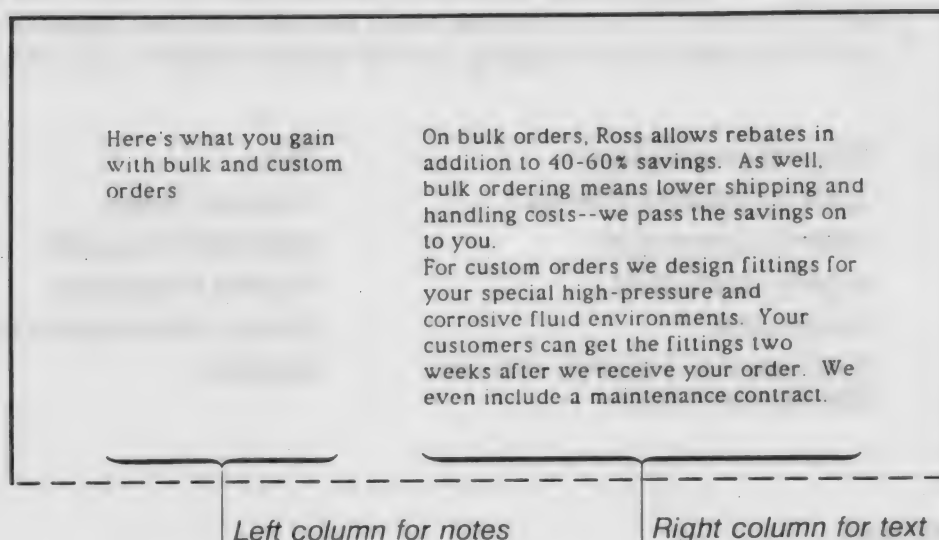 Here's what you gain
with bulk and custom
orders
On bulk orders, Ross allows rebates in
addition to 40-60% savings. As well,
bulk ordering means lower shipping and
handling costs--we pass the savings on
to you.
For custom orders we design fittings for
your special high-pressure and
corrosive fluid environments. Your
customers can get the fittings two
weeks after we receive your order. We
even include a maintenance contract.
Left column for notes
Right column for text